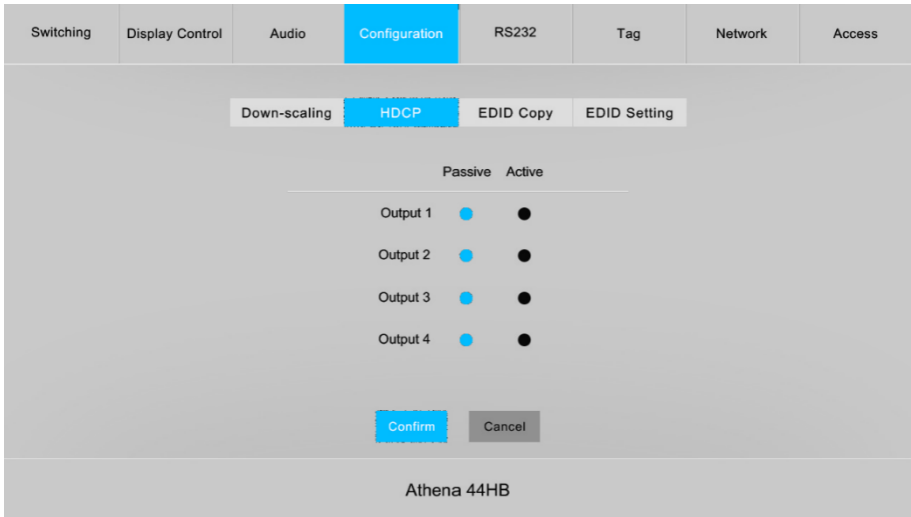 Switching Display Control Audio Configuration RS232 Tag Network Access
Down-scaling HDCP EDID Copy EDID Setting
Passive Active
Output 1
Output 2
Output 3
Output 4
Confirm Cancel
Athena 44HB